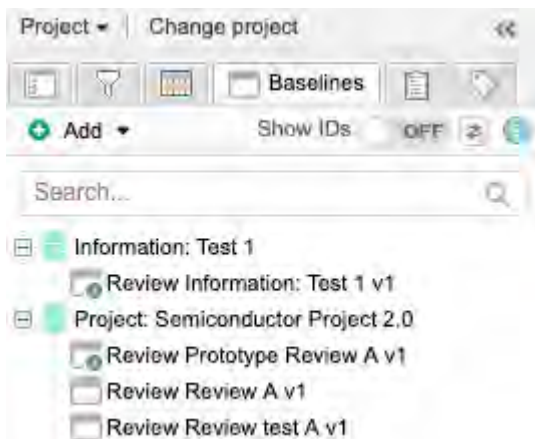 Project Change project
Baselines
Add Show IDs OFF
Search...
Information: Test 1
Review Information: Test 1 v1
Project: Semiconductor Project 2.0
Review Prototype Review A v1
Review Review A v1
Review Review test A v1